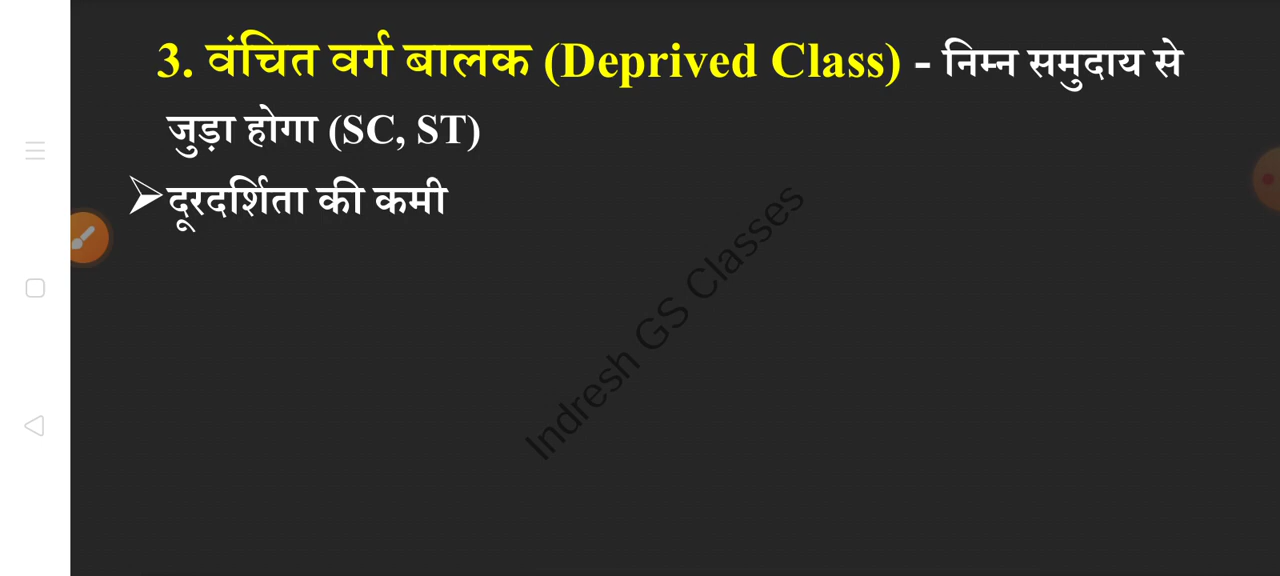 3. वंचित वर्ग बालक (Deprived Class) - निम्न समुदाय से
जुड़ा होगा (SC, ST)
➢दूरदर्शिता की कमी
Indresh GS Classes